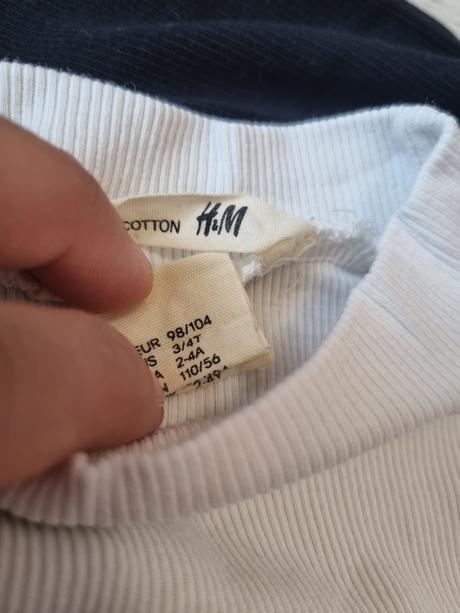 COTTON H&M
EUR 98/104
US 3/4T
2-4A
110/56